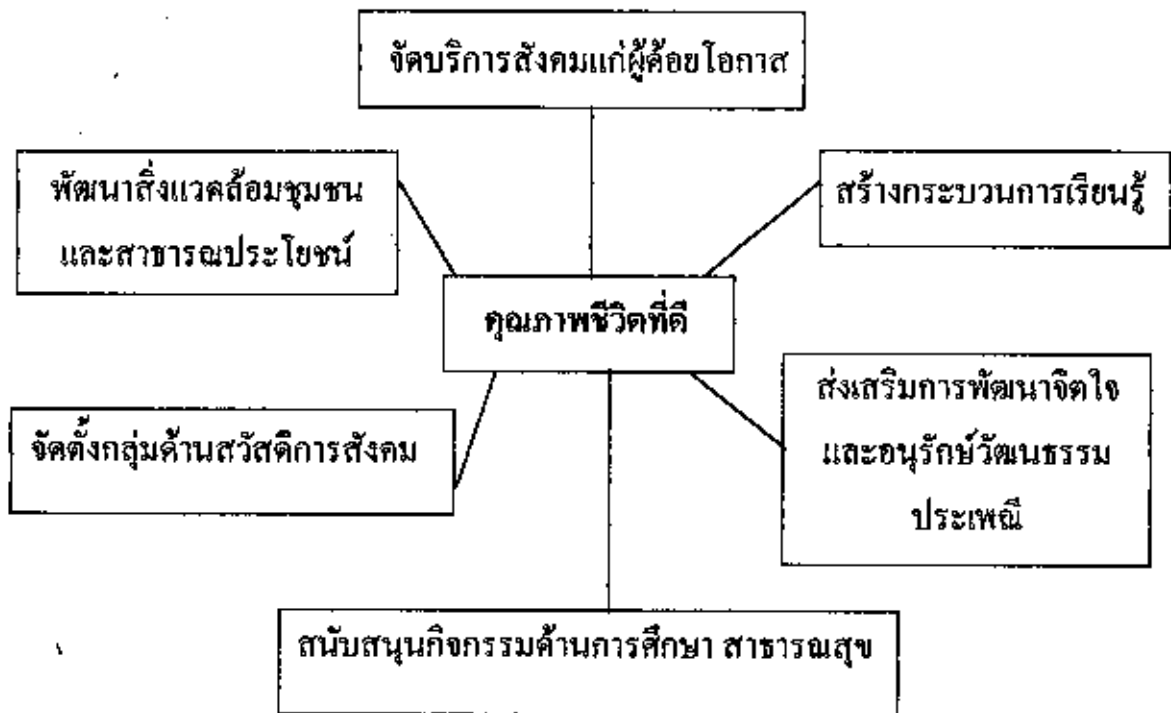 จัดบริการสังคมแก่ผู้ด้อยโอกาส
พัฒนาสิ่งแวดล้อมชุมชน
และสาธารณประโยชน์
สร้างกระบวนการเรียนรู้
คุณภาพชีวิตที่ดี
จัดตั้งกลุ่มด้านสวัสดิการสังคม
ส่งเสริมการพัฒนาจิตใจ
และอนุรักษ์วัฒนธรรม
ประเพณี
สนับสนุนกิจกรรมด้านการศึกษา สาธารณสุข